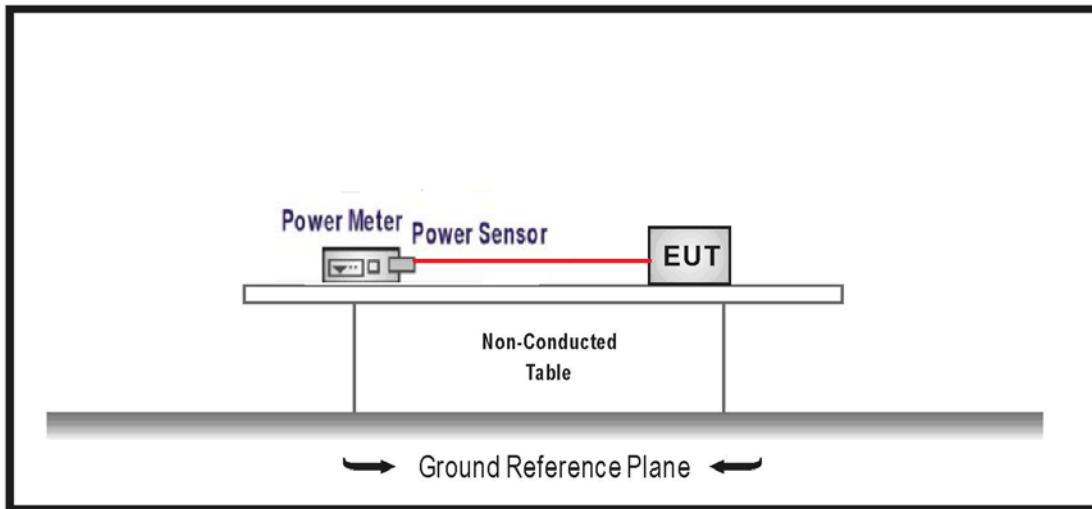 Power Meter
Power Sensor
EUT
Non-Conducted
Table
Ground Reference Plane